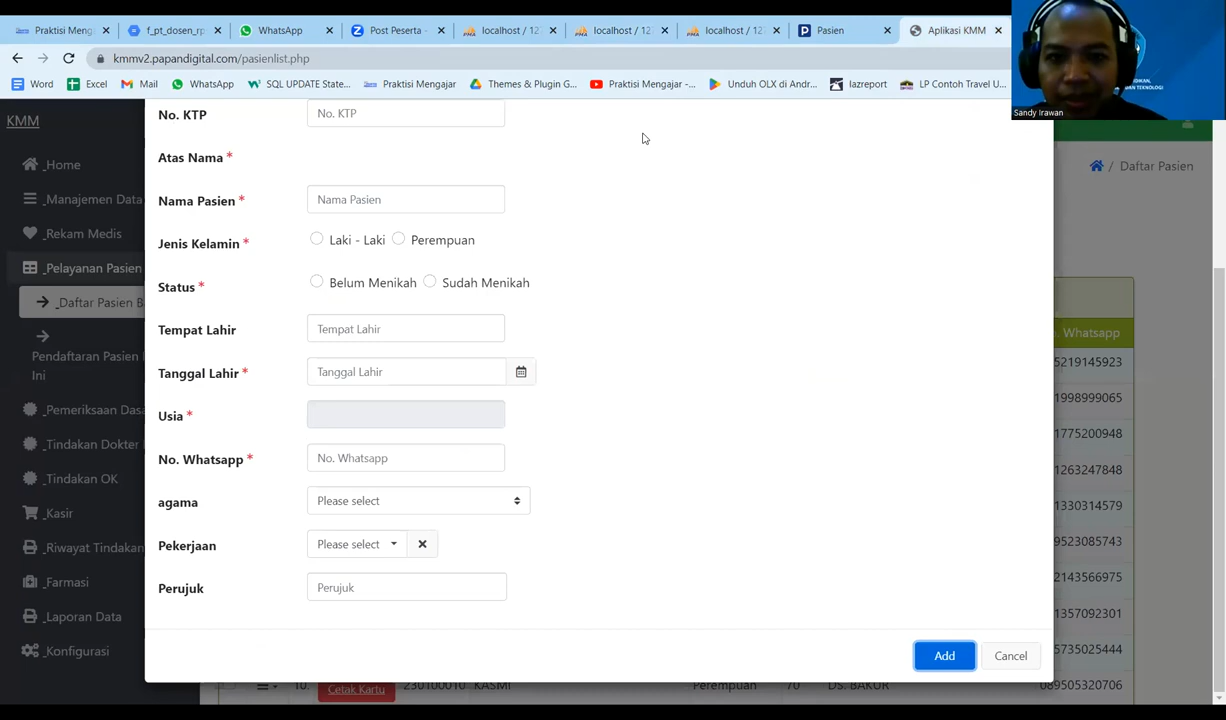 Praktisi Meng
f_pt_dosen_rp
WhatsApp
Post Peserta -
localhost / 12
localhost / 12
localhost / 12
Pasien
Aplikasi KMM
kmmv2.papandigital.com/pasienlist.php
Word
Excel
Mail
WhatsApp
SQL UPDATE State...
Praktisi Mengajar
Themes & Plugin G...
Praktisi Mengajar -...
Unduh OLX di Andr...
lazreport
LP Contoh Travel U...
Sandy Irawan
KMM
_Home
_Manajemen Data
_Rekam Medis
_Pelayanan Pasien
_Daftar Pasien B
Pendaftaran Pasien
Ini
_Pemeriksaan Dasa
_Tindakan Dokter
_Tindakan OK
_Kasir
_Riwayat Tindakan
_Farmasi
_Laporan Data
_Konfigurasi
No. KTP
No. KTP
Atas Nama *
Nama Pasien *
Nama Pasien
Jenis Kelamin *
Laki - Laki
Perempuan
Status *
Belum Menikah
Sudah Menikah
Tempat Lahir
Tempat Lahir
Tanggal Lahir *
Tanggal Lahir
Usia *
No. Whatsapp *
No. Whatsapp
agama
Please select
Pekerjaan
Please select
Perujuk
Perujuk
Add
Cancel
Daftar Pasien
. Whatsapp
5219145923
1998999065
1775200948
1263247848
1330314579
9523085743
2143566975
1357092301
5735025444
10.
Cetak Kartu
230100010
KASMI
Perempuan
70
DS. BAKUR
089505320706